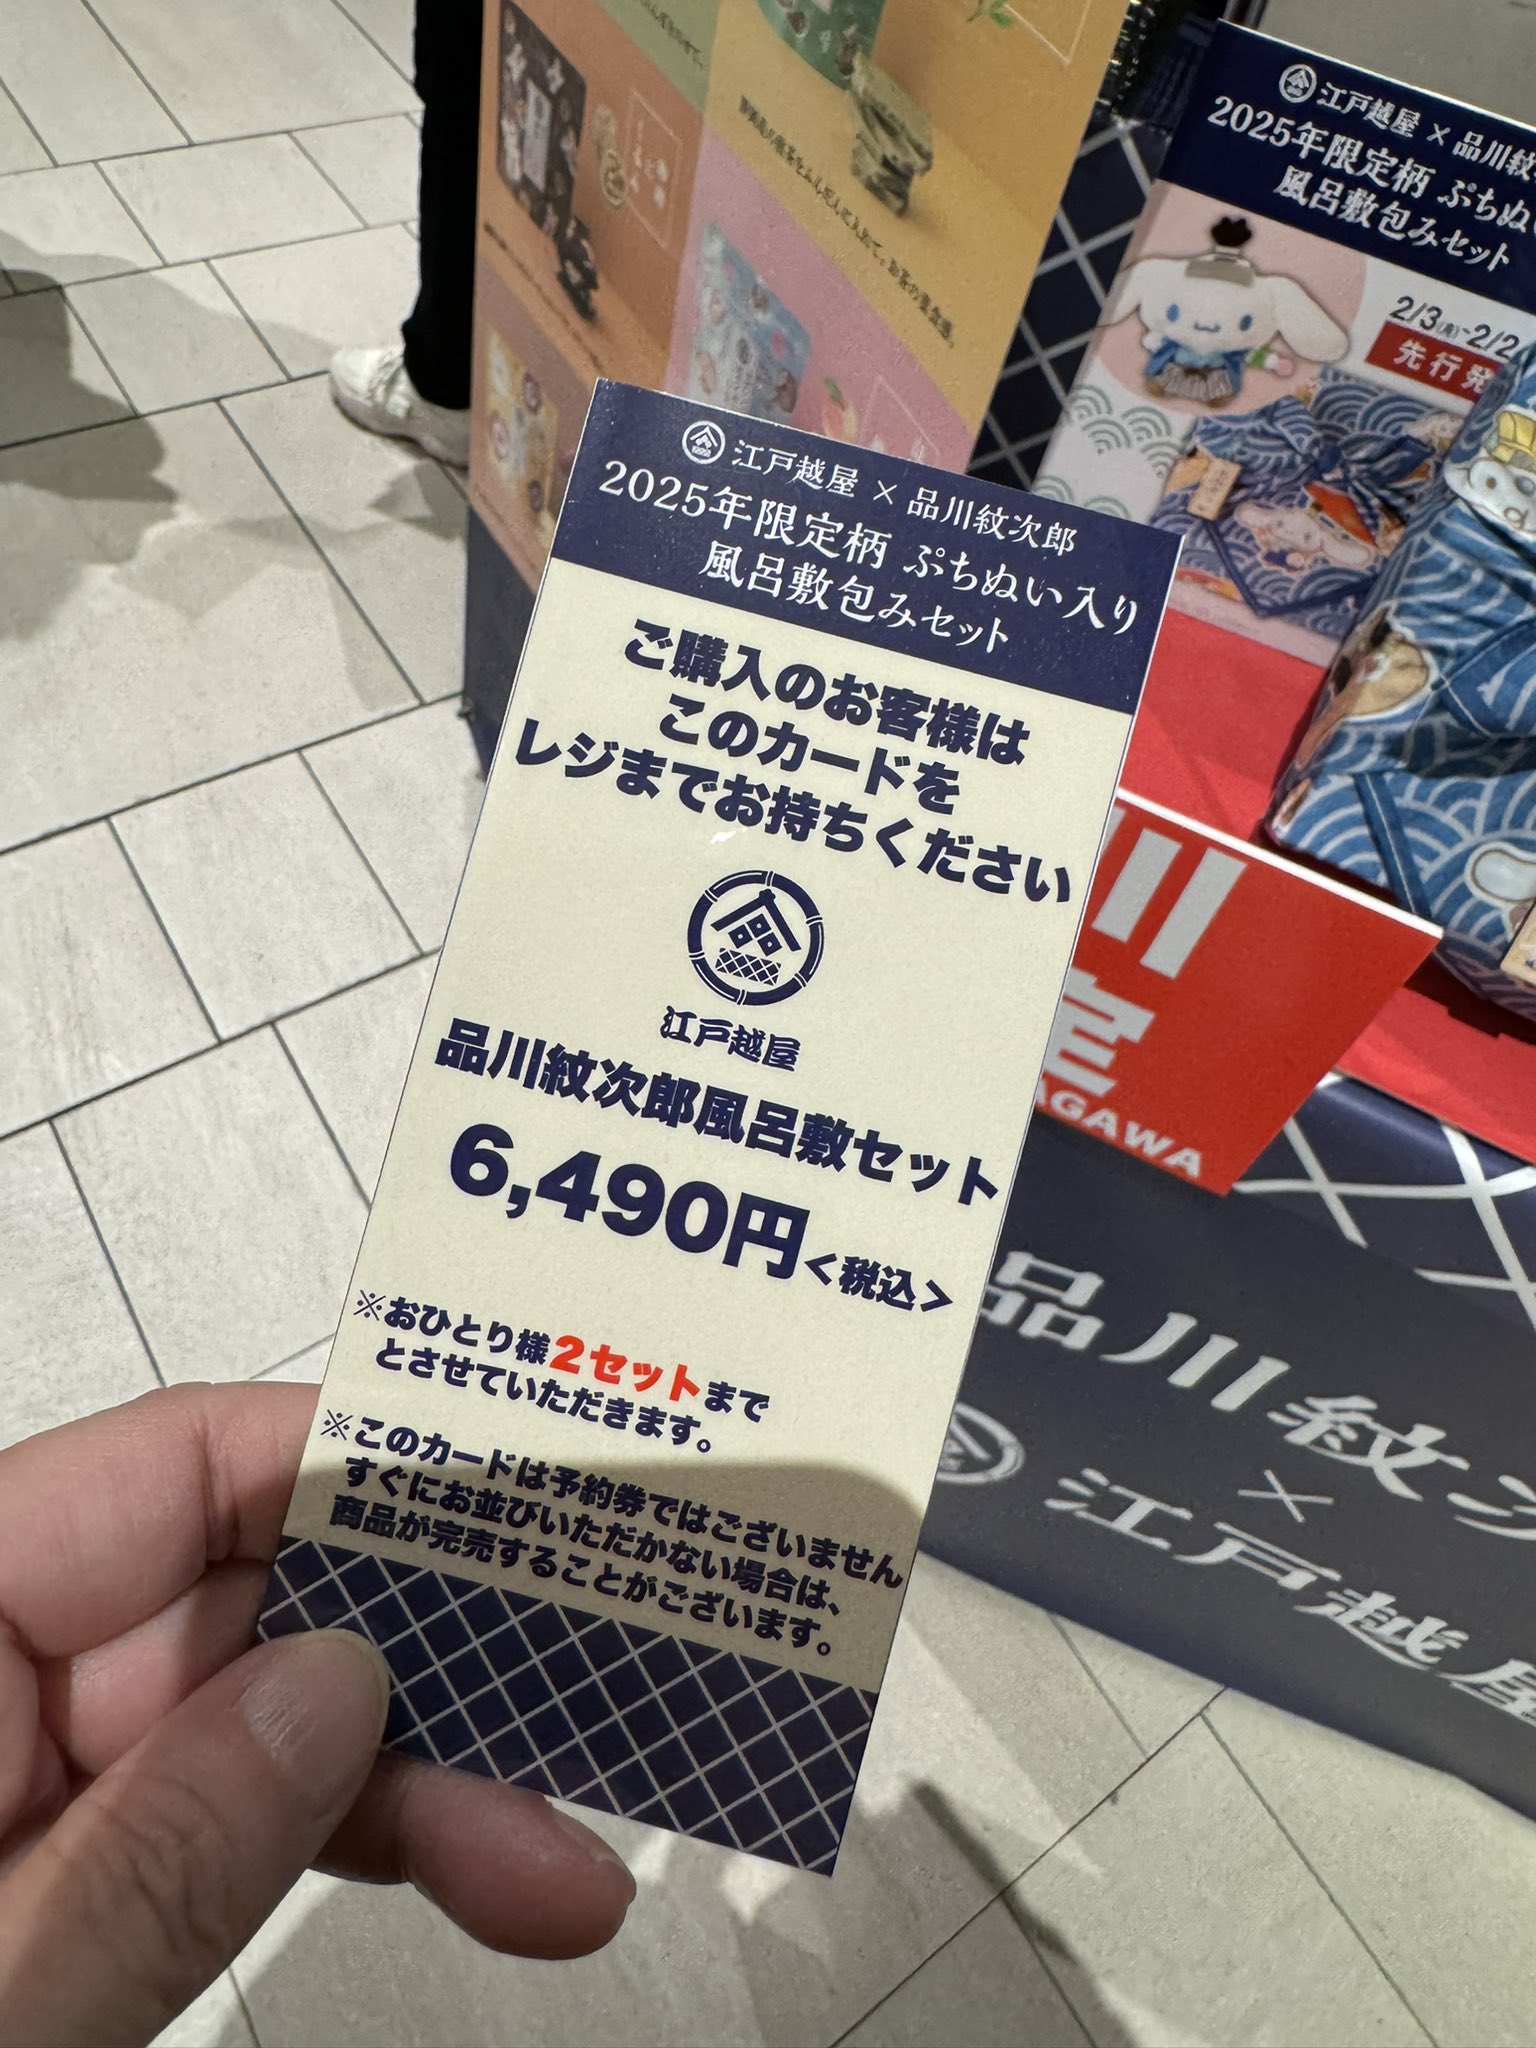 江戸越屋 × 品川紋次郎
2025年限定柄 ぷちぬい入り
風呂敷包みセット
ご購入のお客様は
このカードを
レジまでお持ちください
江戸越屋
品川紋次郎風呂敷セット
6,490円<税込>
※おひとり様2セットまで
とさせていただきます。
※このカードは予約券ではございません
すぐにお並びいただかない場合は、
商品が完売することがございます。
江戸越屋 × 品川紋
2025年限定柄 ぷちぬ
風呂敷包みセット
2/3(月)-2/2
先行発
川
AGAWA
品川紋次
×
江戸越屋